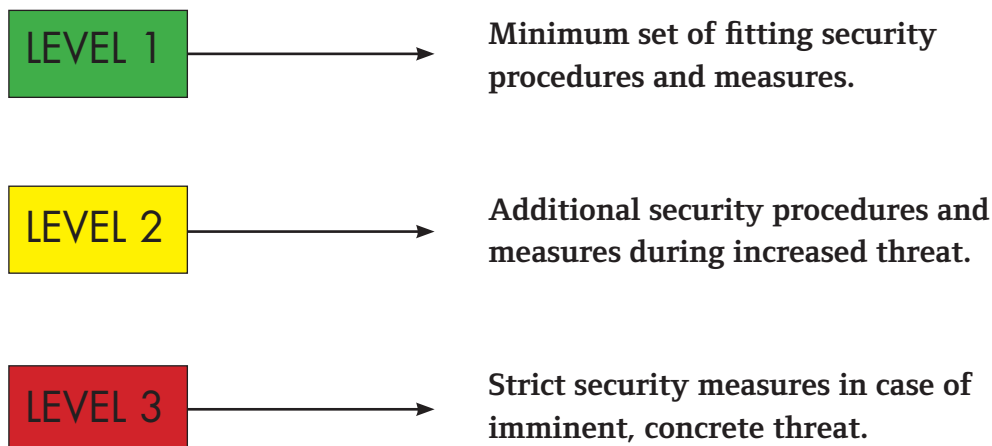 LEVEL 1
Minimum set of fitting security
procedures and measures.
LEVEL 2
Additional security procedures and
measures during increased threat.
LEVEL 3
Strict security measures in case of
imminent, concrete threat.